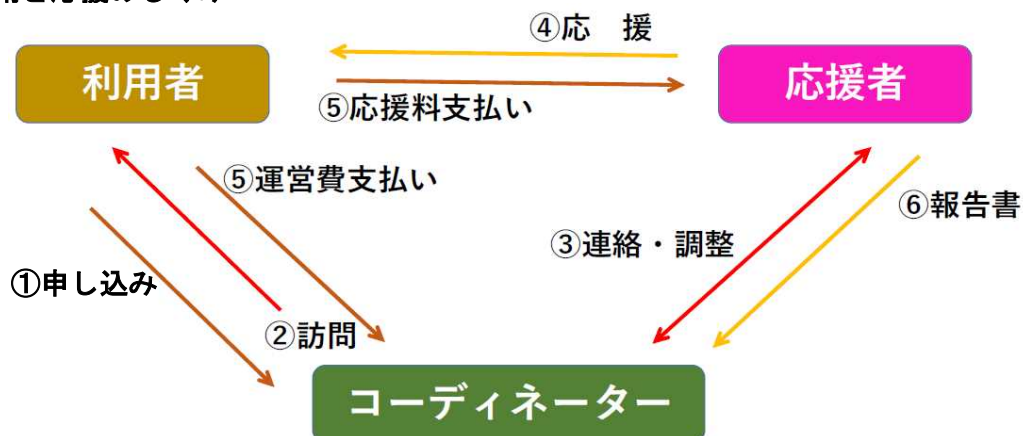 ④応　援
利用者
応援者
⑤応援料支払い
⑤運営費支払い
⑥報告書
③連絡・調整
①申し込み
②訪問
コーディネーター